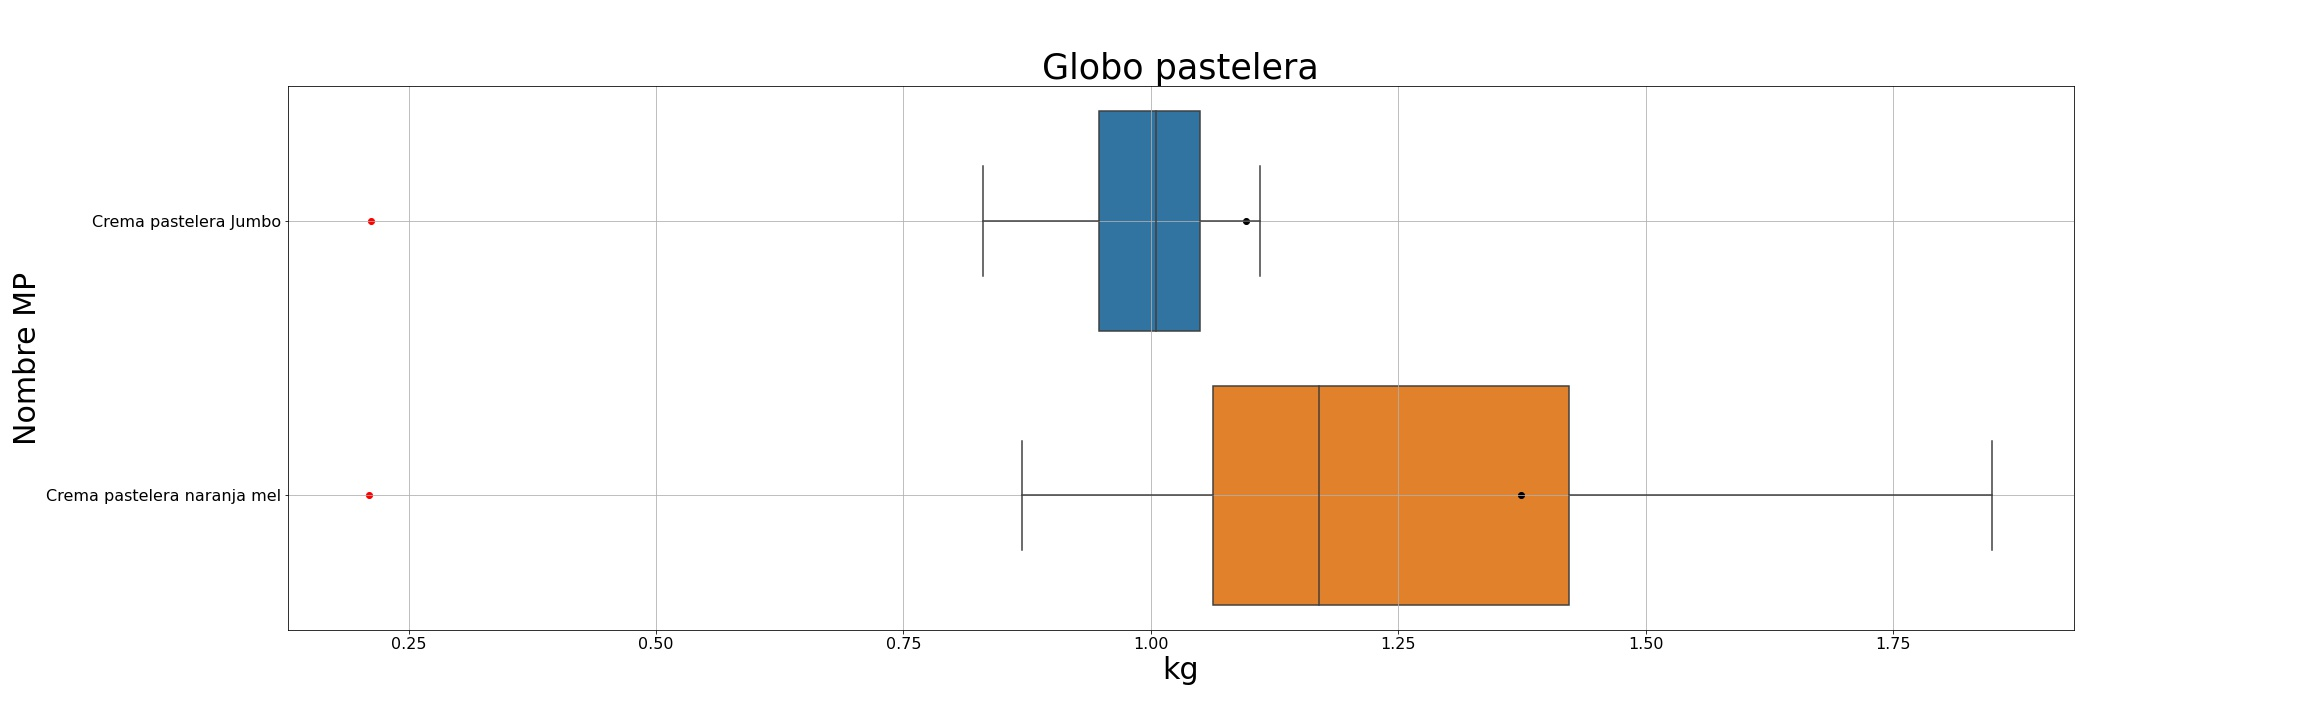 Globo pastelera
Nombre MP
Crema pastelera Jumbo
Crema pastelera naranja mel
0.25 0.50 0.75 1.00 1.25 1.50 1.75
kg